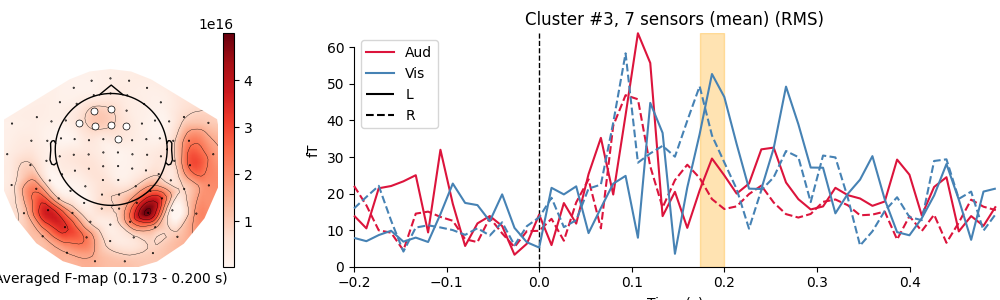 Cluster #3, 7 sensors (mean) (RMS)
1e16
4
3
2
1
Averaged F-map (0.173 - 0.200 s)
fT
60
50
40
30
20
10
0
Aud
Vis
L
R
−0.2
−0.1
0.0
0.1
0.2
0.3
0.4